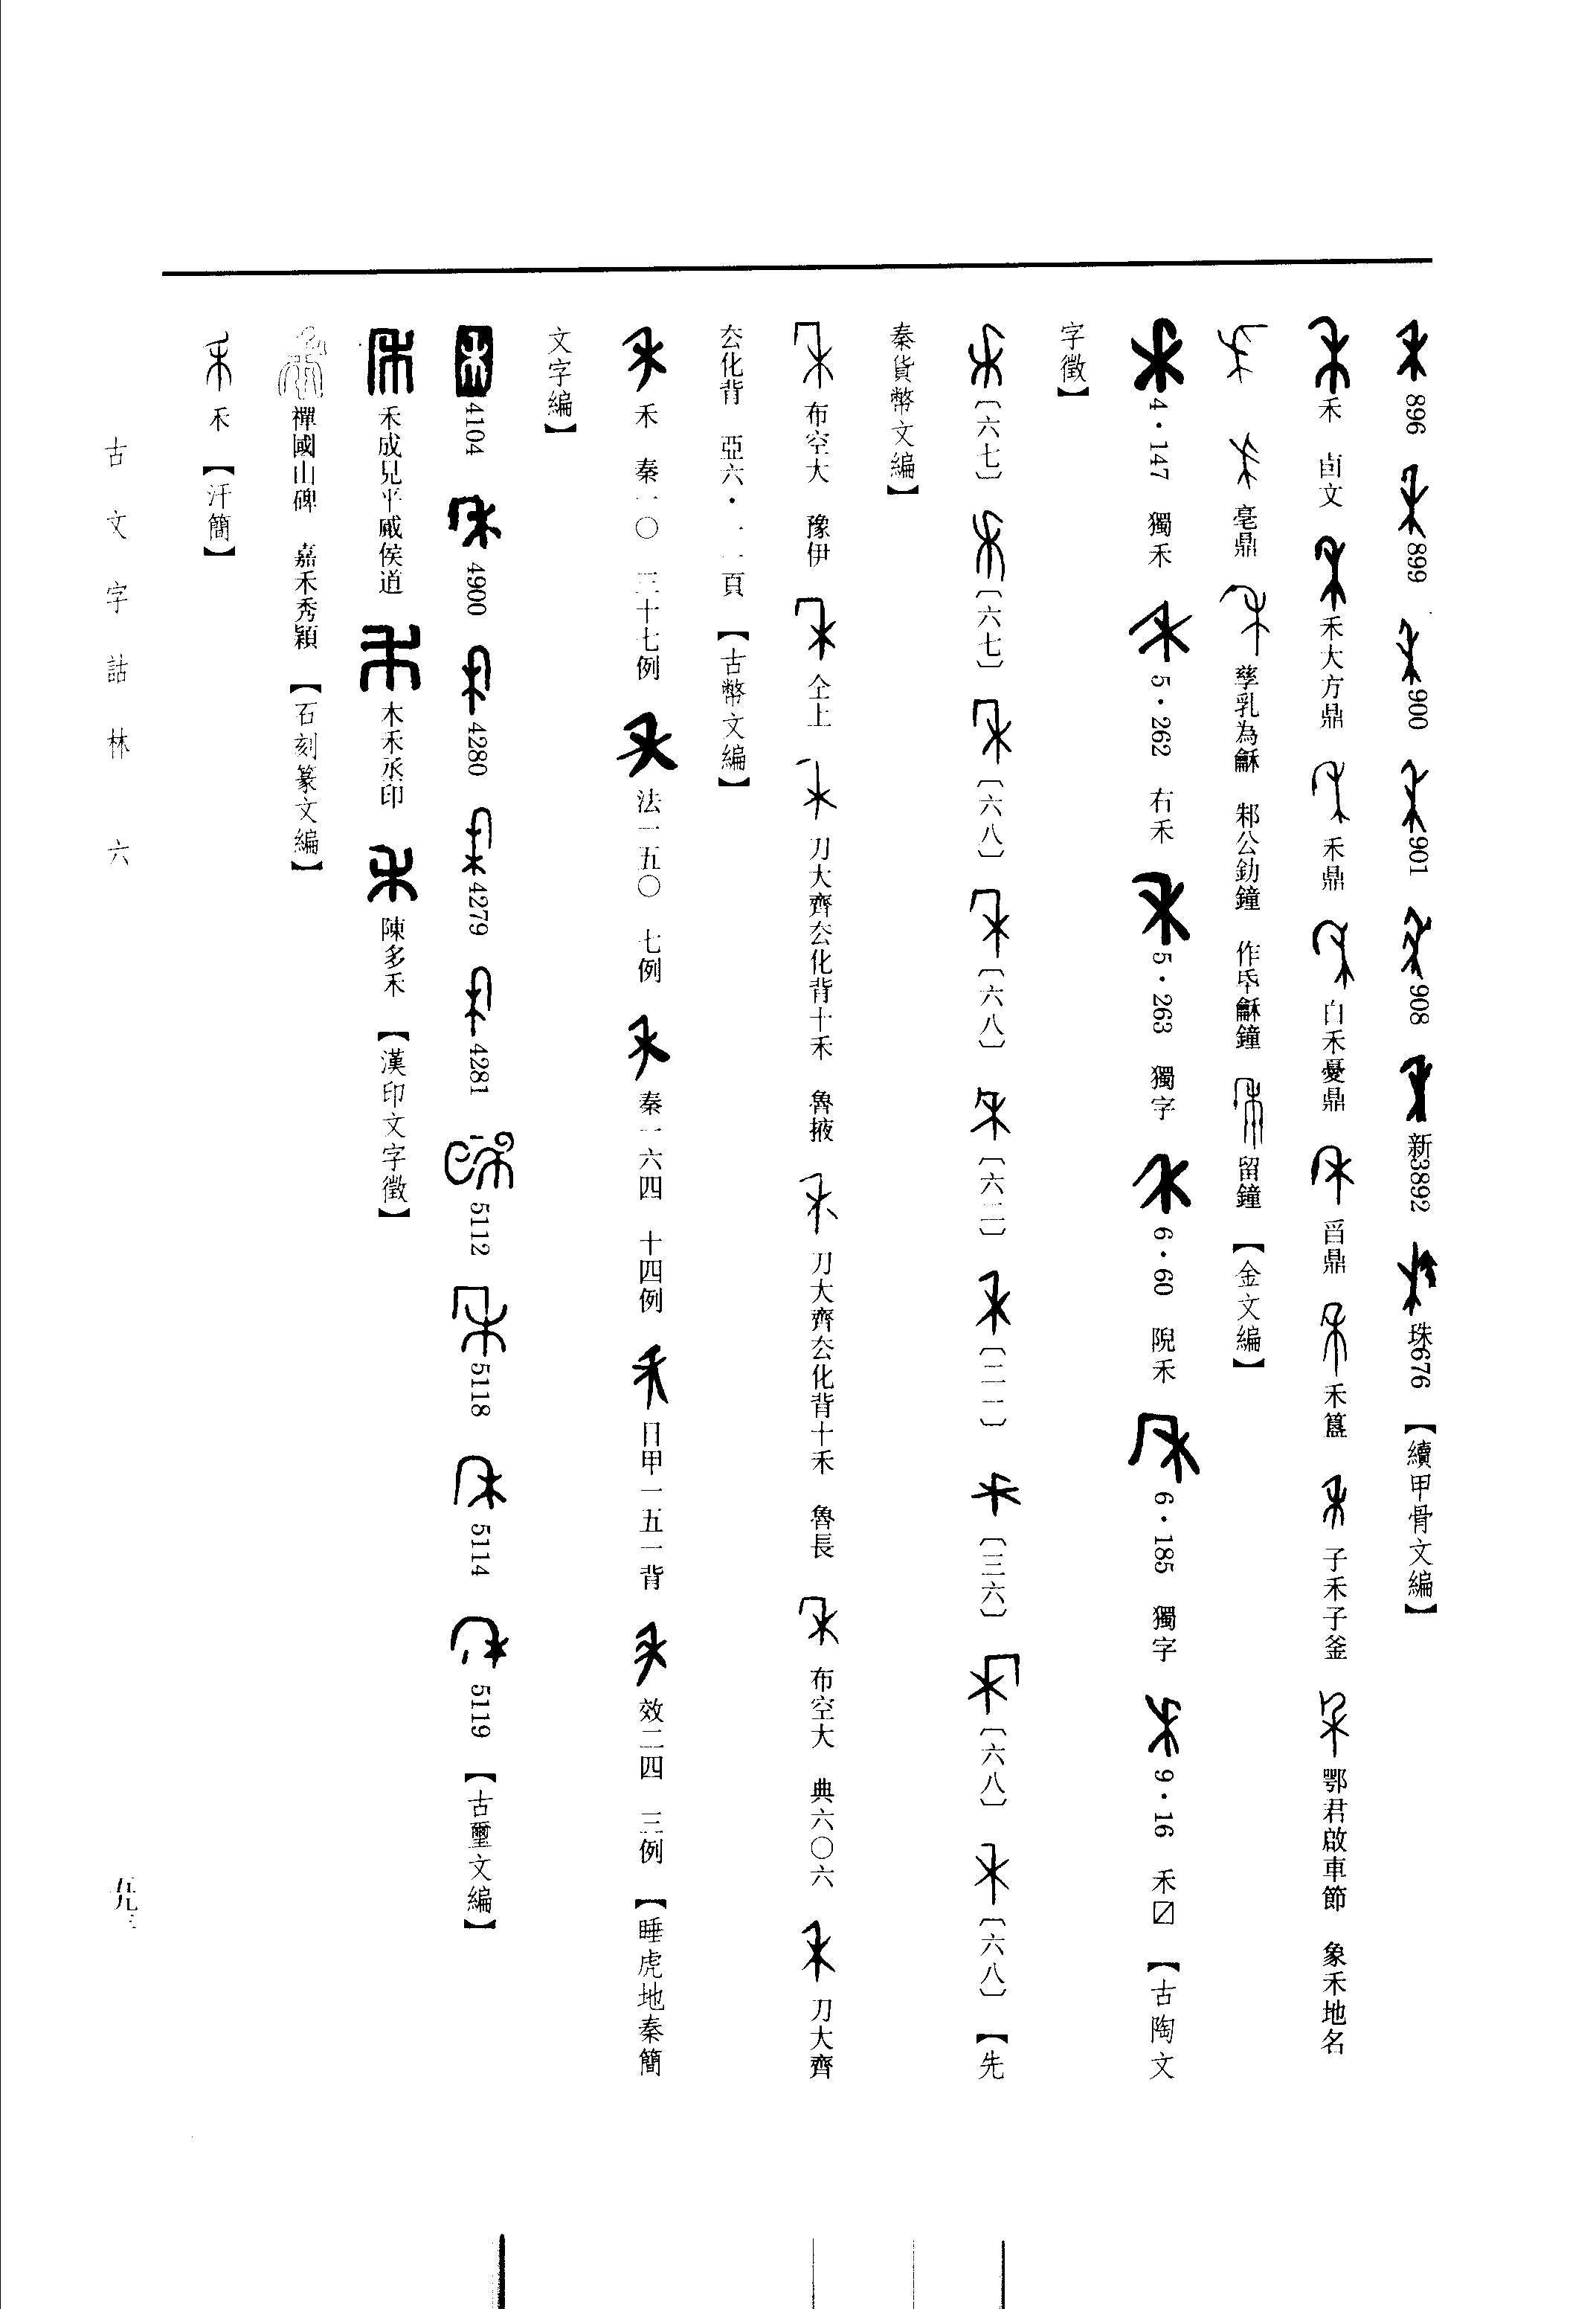 896 899 900 901 908 新3892 珠676 【續甲骨文編】
禾 卣文 禾大方鼎 禾鼎 白禾憂鼎 曶鼎 禾簋 子禾子釜 鄂君啟車節 象禾地名
亳鼎 孳乳為龢 邾公釛鐘 作氒龢鐘 留鐘 【金文編】
4·147 獨禾 5·262 右禾 5·263 獨字 6·60 隉禾 6·185 獨字 9·16 禾〼 【古陶文
字徵】
〔六七〕 〔六七〕 〔六八〕 〔六八〕 〔六二〕 〔二一〕 〔三六〕 〔六八〕 〔六八〕 【先
秦貨幣文編】
布空大 豫伊 仝上 刀大齊厺化背十禾 魯掖 刀大齊厺化背十禾 魯長 布空大 典六〇六 刀大齊
厺化背 亞六· 頁 【古幣文編】
禾 秦一〇 三十七例 法一五〇 七例 秦一六四 十四例 日甲一五一背 效二四 三例 【睡虎地秦簡
文字編】
4104 4900 4280 4279 4281 5112 5118 5114 5119 【古璽文編】
禾成見平 侯道 木禾丞印 陳多禾 【漢印文字徵】
禪國山碑 嘉禾秀穎 【石刻篆文編】
禾 【汗簡】
古文字詁林 六
五九三